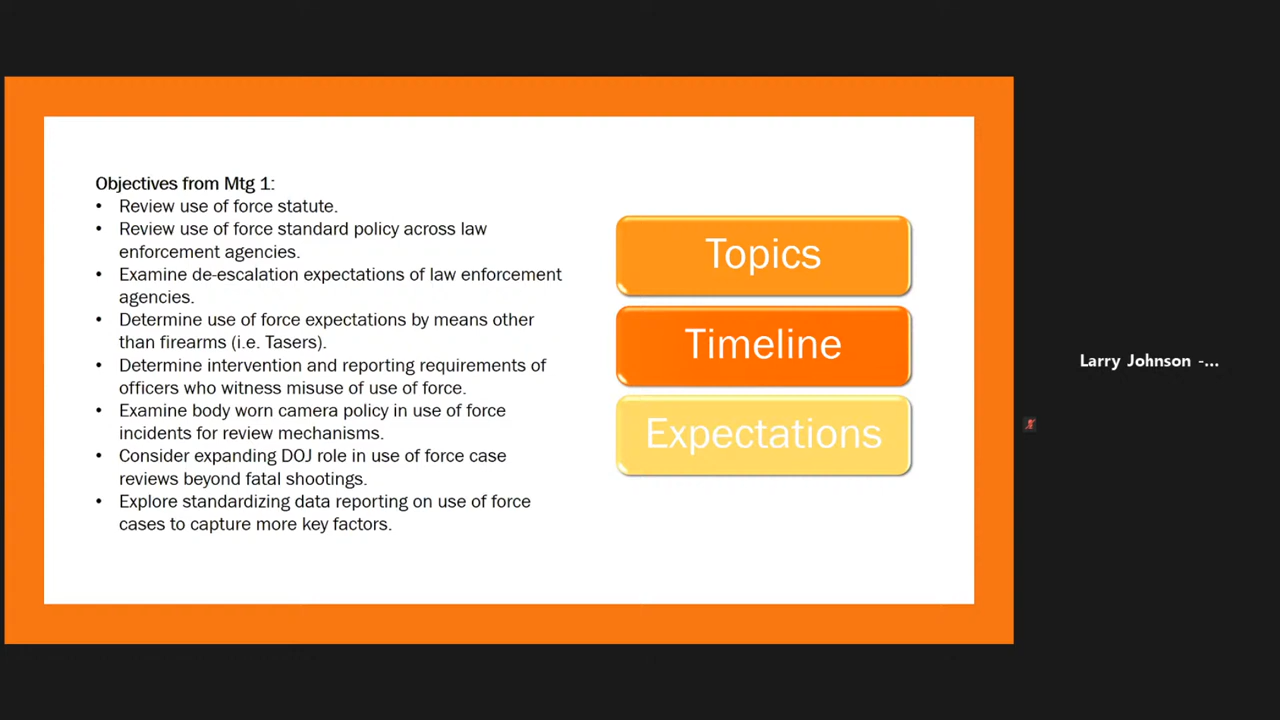 Objectives from Mtg 1:
• Review use of force statute.
• Review use of force standard policy across law
enforcement agencies.
• Examine de-escalation expectations of law enforcement
agencies.
• Determine use of force expectations by means other
than firearms (i.e. Tasers).
• Determine intervention and reporting requirements of
officers who witness misuse of use of force.
• Examine body worn camera policy in use of force
incidents for review mechanisms.
• Consider expanding DOJ role in use of force case
reviews beyond fatal shootings.
• Explore standardizing data reporting on use of force
cases to capture more key factors.
Topics
Timeline
Expectations
Larry Johnson -...